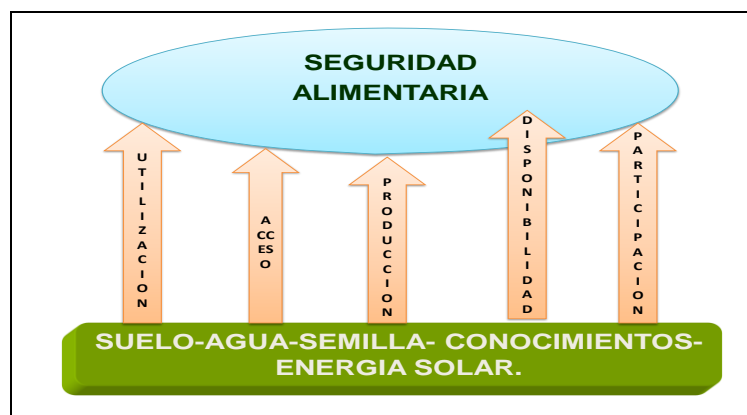 SEGURIDAD
ALIMENTARIA
UTILIZACION
ACCESO
PRODUCCION
DISPONIBILIDAD
PARTICIPACION
SUELO-AGUA-SEMILLA- CONOCIMIENTOS-
ENERGIA SOLAR.